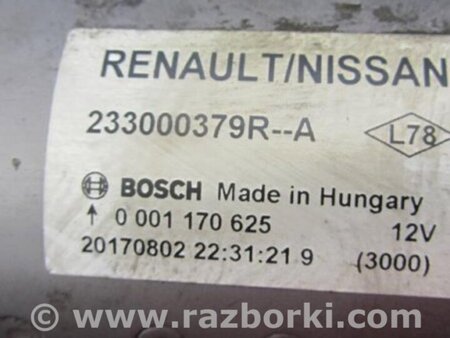 RENAULT/NISSAN
233000379R--A
L78
BOSCH Made in Hungary
0 001 170 625
12V
20170802 22:31:21 9
(3000)
© www.razborki.com